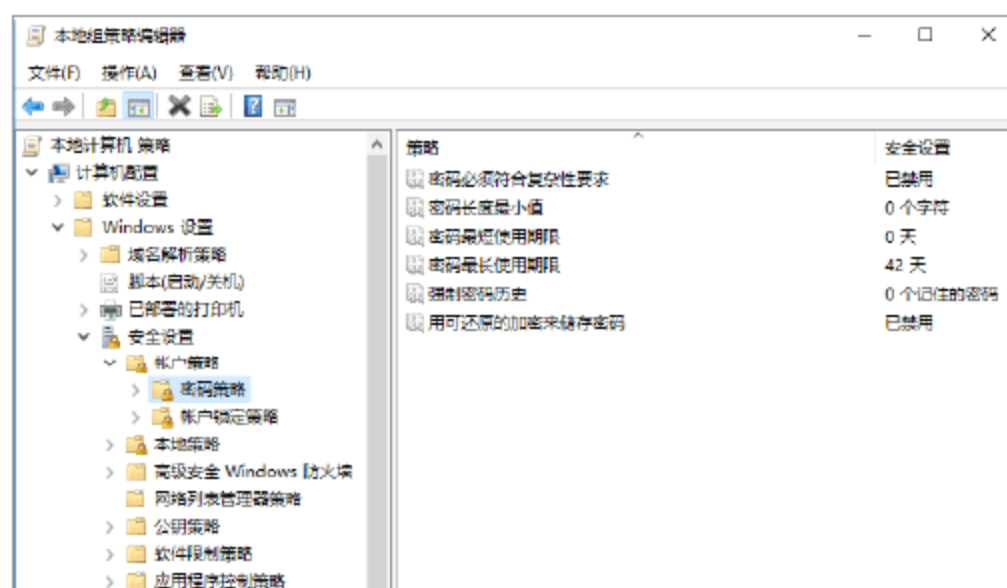 本地组策略编辑器
文件(F) 操作(A) 查看(V) 帮助(H)
本地计算机 策略
计算机配置
软件设置
Windows 设置
域名解析策略
脚本(启动/关机)
已部署的打印机
安全设置
帐户策略
密码策略
帐户锁定策略
本地策略
高级安全 Windows 防火墙
网络列表管理器策略
公钥策略
软件限制策略
应用程序控制策略
策略 安全设置
密码必须符合复杂性要求 已禁用
密码长度最小值 0 个字符
密码最短使用期限 0 天
密码最长使用期限 42 天
强制密码历史 0 个记住的密码
用可还原的加密来储存密码 已禁用